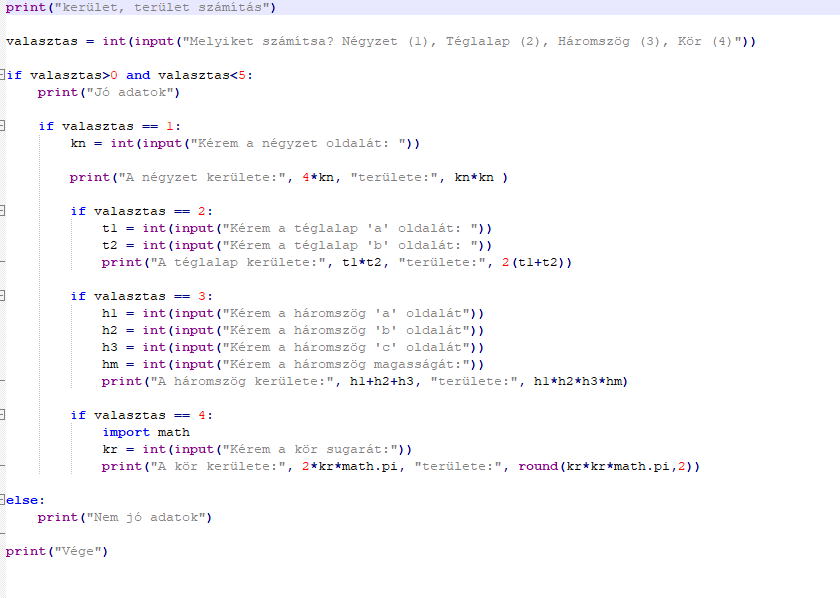 print("kerület, terület számítás")
valasztas = int(input("Melyiket számítsa? Négyzet (1), Téglalap (2), Háromszög (3), Kör (4)"))
if valasztas>0 and valasztas<5:
print("Jó adatok")
if valasztas == 1:
kn = int(input("Kérem a négyzet oldalát: "))
print("A négyzet kerülete:", 4*kn, "területe:", kn*kn )
if valasztas == 2:
t1 = int(input("Kérem a téglalap 'a' oldalát: "))
t2 = int(input("Kérem a téglalap 'b' oldalát: "))
print("A téglalap kerülete:", t1*t2, "területe:", 2(t1+t2))
if valasztas == 3:
h1 = int(input("Kérem a háromszög 'a' oldalát"))
h2 = int(input("Kérem a háromszög 'b' oldalát"))
h3 = int(input("Kérem a háromszög 'c' oldalát"))
hm = int(input("Kérem a háromszög magasságát:"))
print("A háromszög kerülete:", h1+h2+h3, "területe:", h1*h2*h3*hm)
if valasztas == 4:
import math
kr = int(input("Kérem a kör sugarát:"))
print("A kör kerülete:", 2*kr*math.pi, "területe:", round(kr*kr*math.pi,2))
else:
print("Nem jó adatok")
print("Vége")